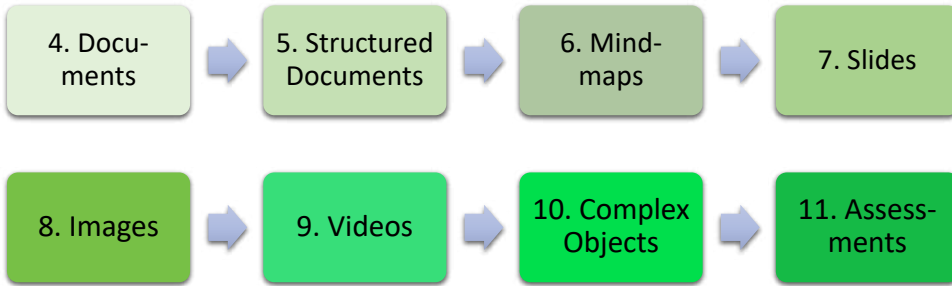 4. Docu-
ments
5. Structured
Documents
6. Mind-
maps
7. Slides
8. Images
9. Videos
10. Complex
Objects
11. Assess-
ments